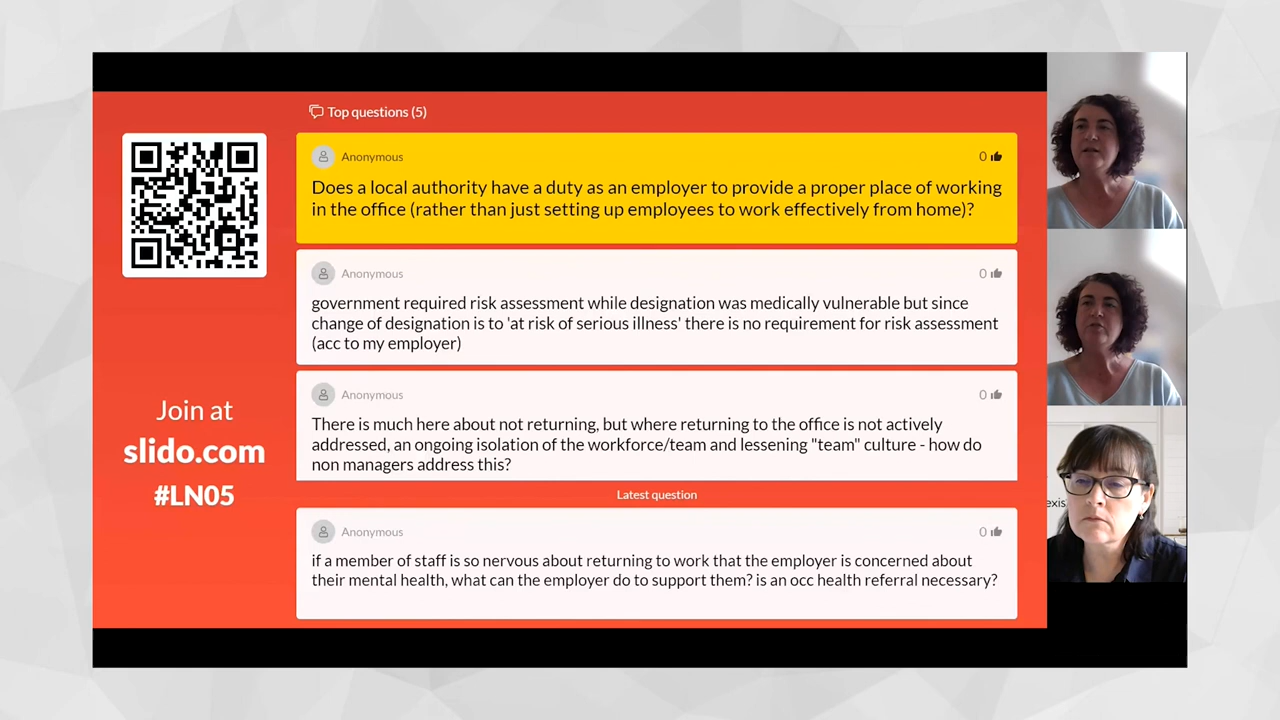 Top questions (5)
Anonymous
0
Does a local authority have a duty as an employer to provide a proper place of working
in the office (rather than just setting up employees to work effectively from home)?
Anonymous
0
government required risk assessment while designation was medically vulnerable but since
change of designation is to 'at risk of serious illness' there is no requirement for risk assessment
(acc to my employer)
Anonymous
0
There is much here about not returning, but where returning to the office is not actively
addressed, an ongoing isolation of the workforce/team and lessening "team" culture - how do
non managers address this?
Latest question
Anonymous
0
if a member of staff is so nervous about returning to work that the employer is concerned about
their mental health, what can the employer do to support them? is an occ health referral necessary?
Join at
slido.com
#LN05